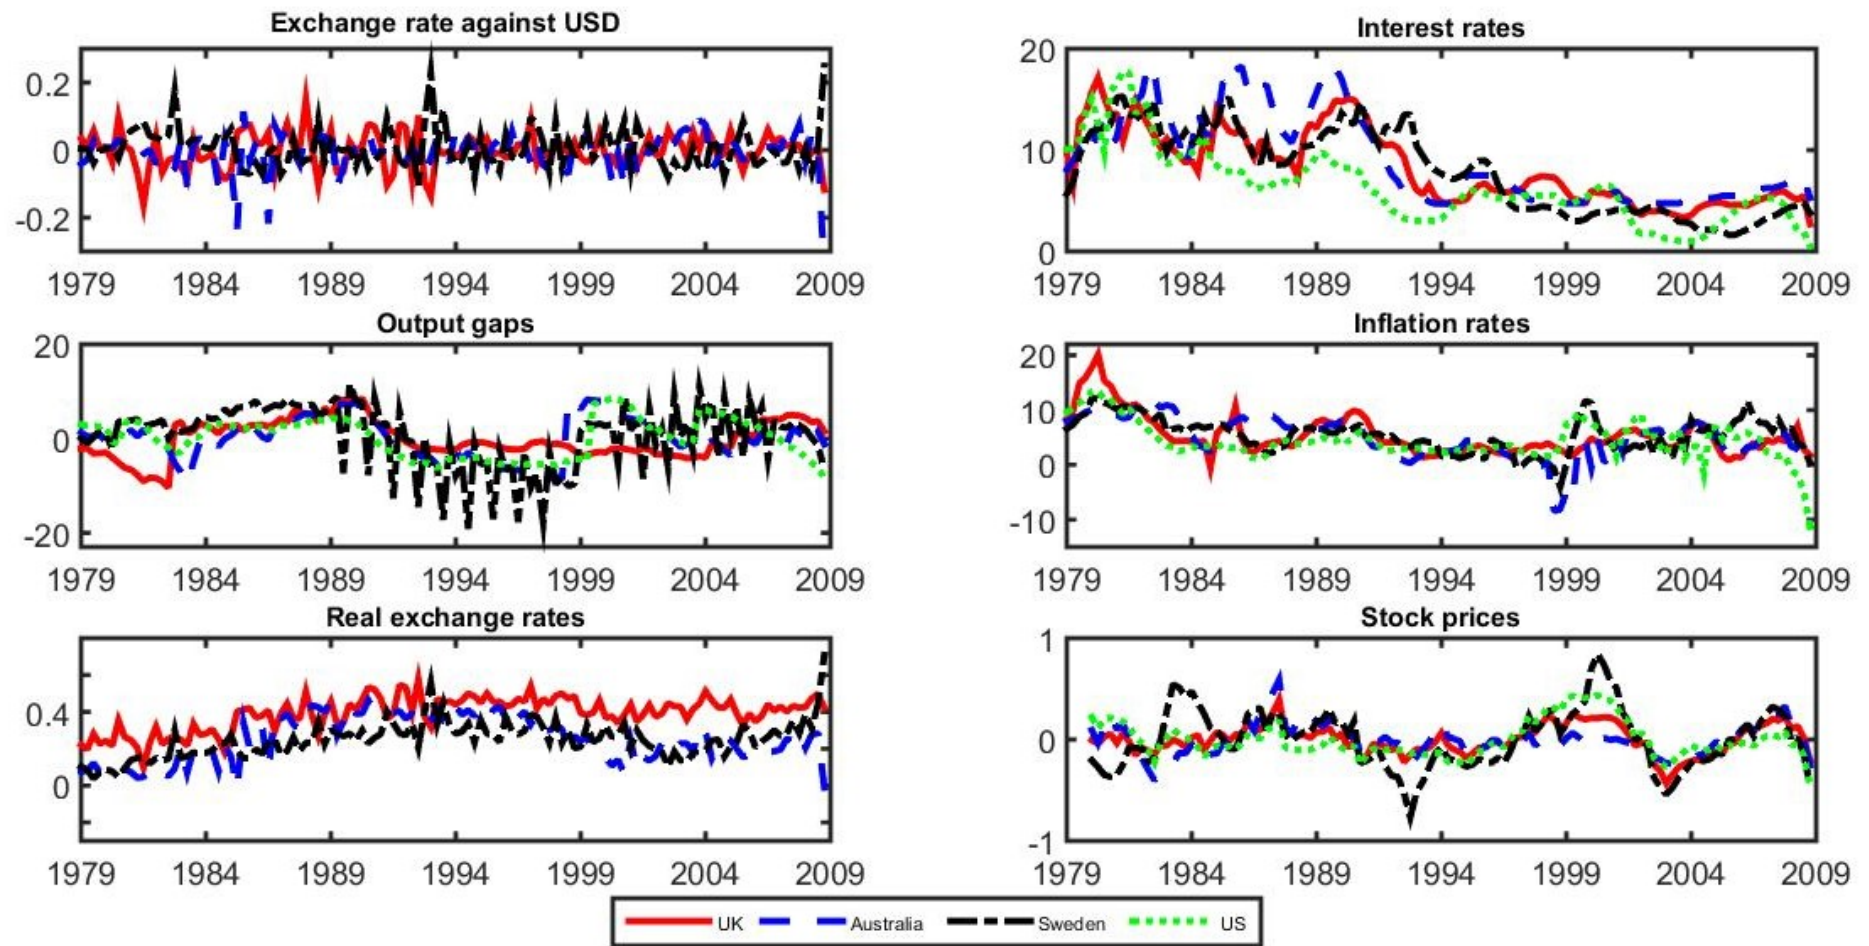 Exchange rate against USD
0.2
0
-0.2
1979 1984 1989 1994 1999 2004 2009
Interest rates
20
10
0
1979 1984 1989 1994 1999 2004 2009
Output gaps
20
0
-20
1979 1984 1989 1994 1999 2004 2009
Inflation rates
20
10
0
-10
1979 1984 1989 1994 1999 2004 2009
Real exchange rates
0.4
0
1979 1984 1989 1994 1999 2004 2009
Stock prices
1
0
-1
1979 1984 1989 1994 1999 2004 2009
UK Australia Sweden US